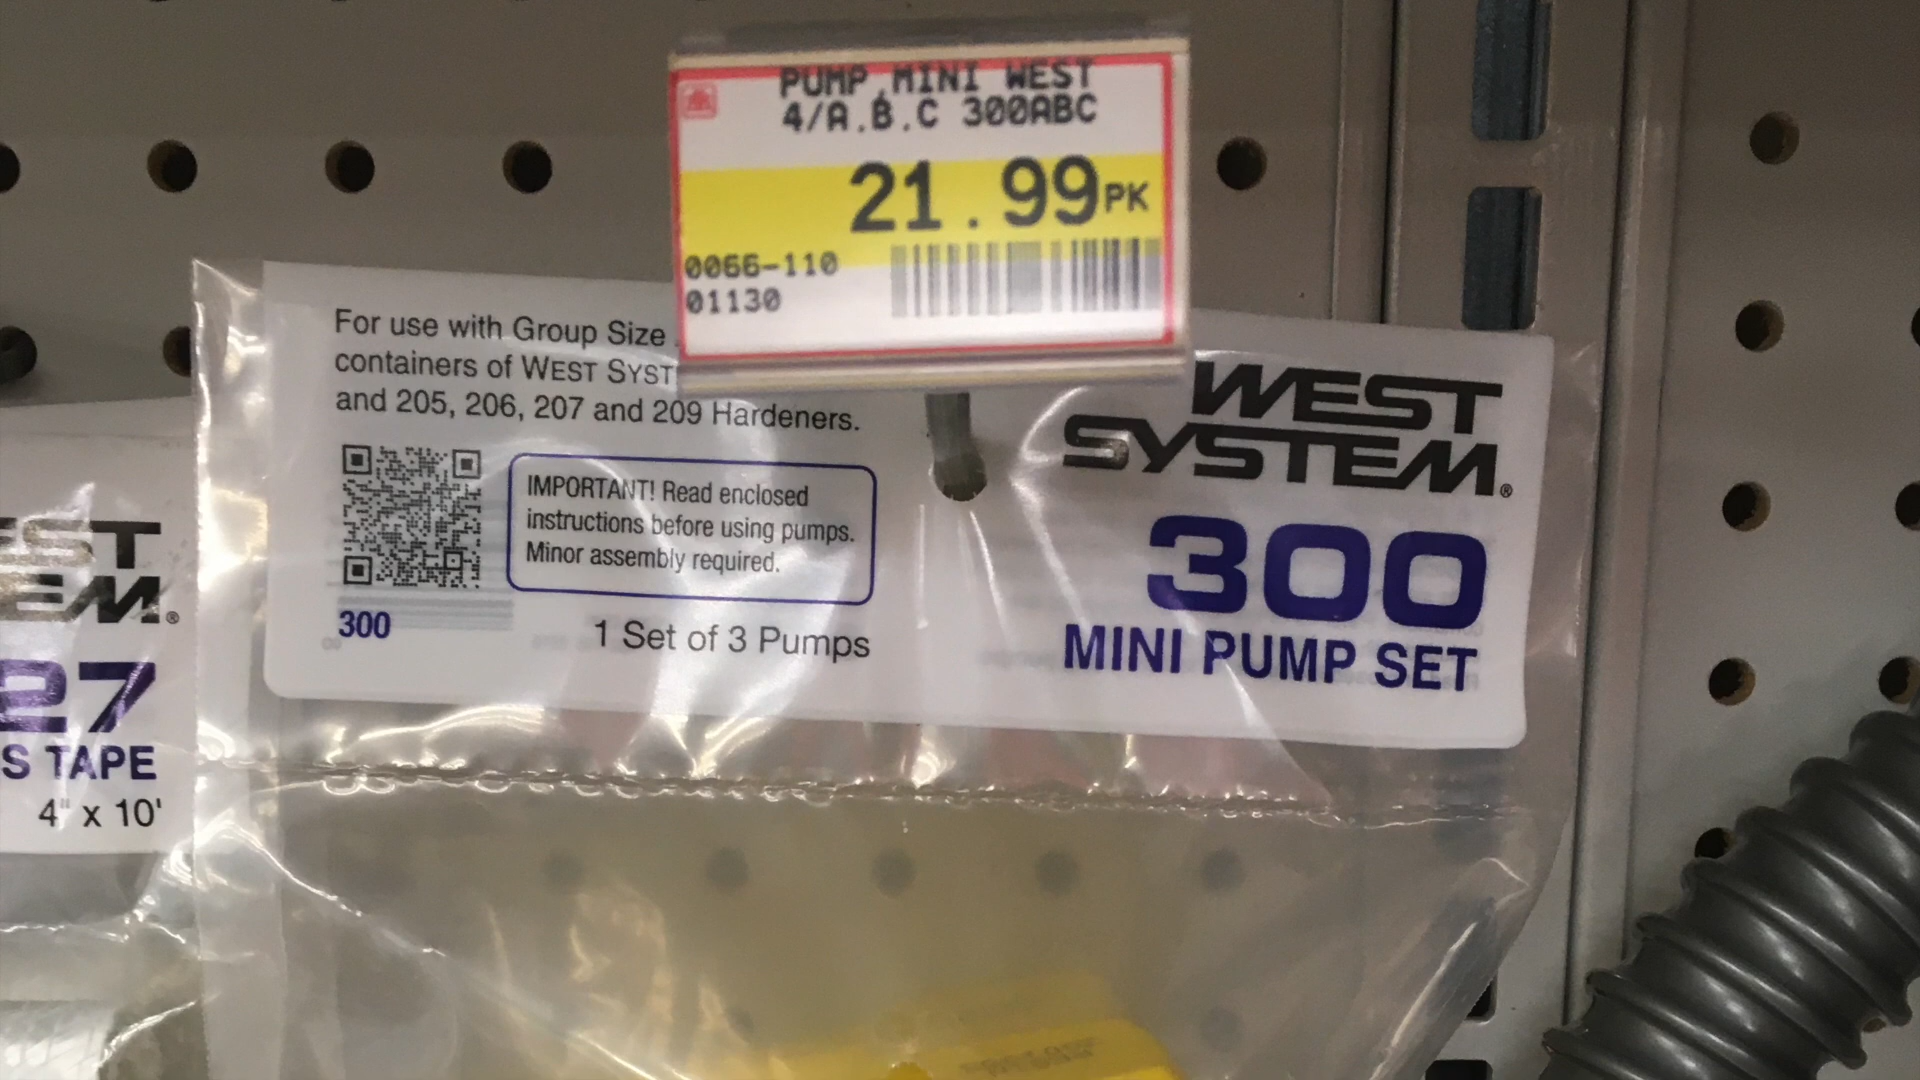 PUMP,MINI WEST
4/A.B.C 300ABC
21.99PK
0066-110
01130
For use with Group Size
containers of WEST SYST
and 205, 206, 207 and 209 Hardeners.
IMPORTANT! Read enclosed
instructions before using pumps.
Minor assembly required.
300
1 Set of 3 Pumps
WEST
SYSTEM®
300
MINI PUMP SET
EST
EM®
27
S TAPE
4" x 10'